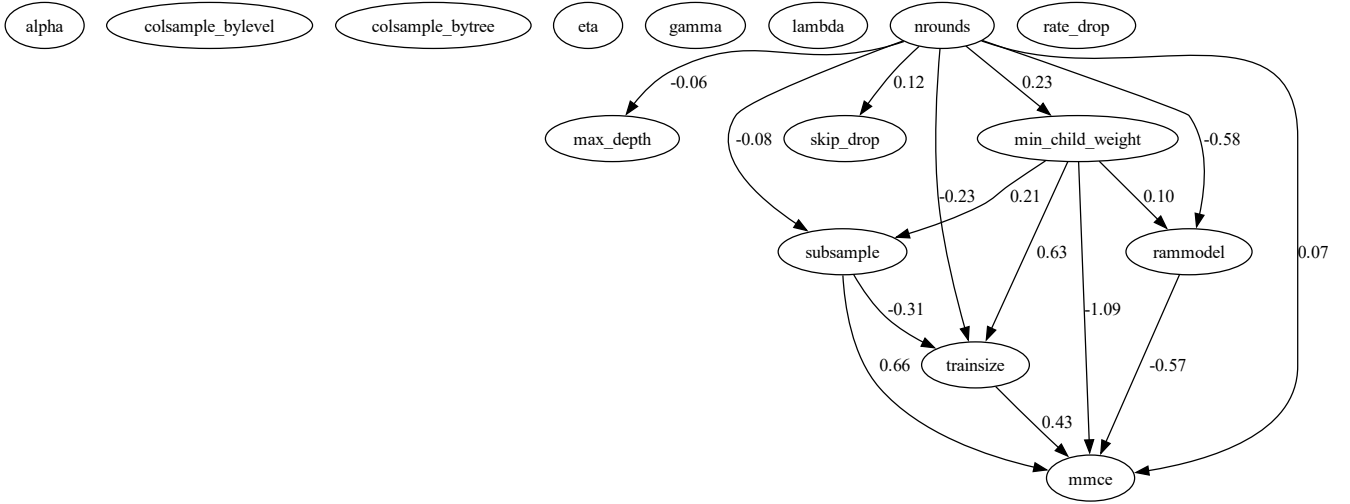 alpha
colsample_bylevel
colsample_bytree
eta
gamma
lambda
nrounds
rate_drop
-0.06
0.12
0.23
max_depth
-0.08
skip_drop
min_child_weight
-0.58
-0.23
0.21
0.10
subsample
0.63
rammodel
0.07
-0.31
-1.09
0.66
trainsize
-0.57
0.43
mmce